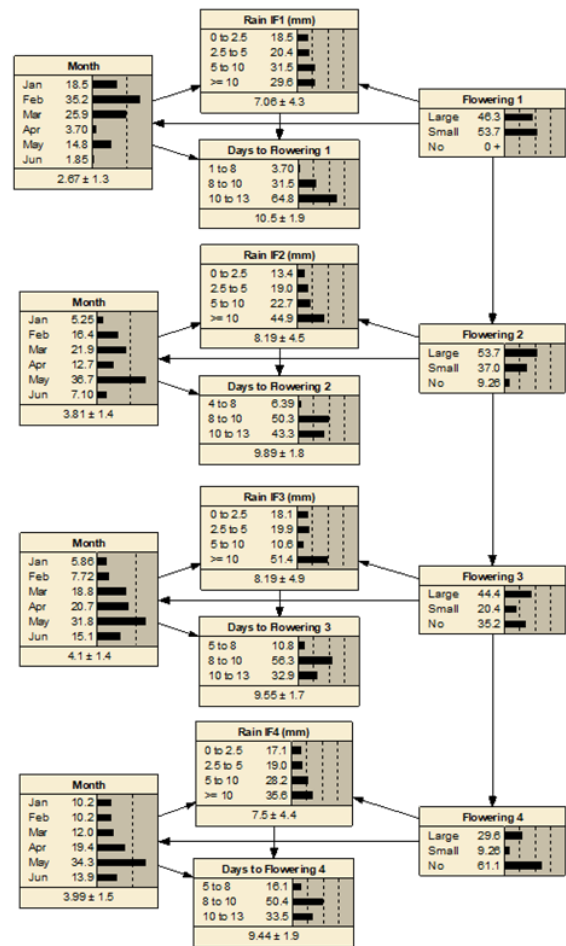 Rain IF1 (mm)
0 to 2.5 18.5
2.5 to 5 20.4
5 to 10 31.5
>= 10 29.6
7.06 ± 4.3
Month
Jan 18.5
Feb 35.2
Mar 25.9
Apr 3.70
May 14.8
Jun 1.85
2.67 ± 1.3
Flowering 1
Large 46.3
Small 53.7
No 0 +
Days to Flowering 1
1 to 8 3.70
8 to 10 31.5
10 to 13 64.8
10.5 ± 1.9
Rain IF2 (mm)
0 to 2.5 13.4
2.5 to 5 19.0
5 to 10 22.7
>= 10 44.9
8.19 ± 4.5
Month
Jan 5.25
Feb 16.4
Mar 21.9
Apr 12.7
May 36.7
Jun 7.10
3.81 ± 1.4
Flowering 2
Large 53.7
Small 37.0
No 9.26
Days to Flowering 2
4 to 8 6.39
8 to 10 50.3
10 to 13 43.3
9.89 ± 1.8
Rain IF3 (mm)
0 to 2.5 18.1
2.5 to 5 19.9
5 to 10 10.6
>= 10 51.4
8.19 ± 4.9
Month
Jan 5.86
Feb 7.72
Mar 18.8
Apr 20.7
May 31.8
Jun 15.1
4.1 ± 1.4
Flowering 3
Large 44.4
Small 20.4
No 35.2
Days to Flowering 3
5 to 8 10.8
8 to 10 56.3
10 to 13 32.9
9.55 ± 1.7
Rain IF4 (mm)
0 to 2.5 17.1
2.5 to 5 19.0
5 to 10 28.2
>= 10 35.6
7.5 ± 4.4
Month
Jan 10.2
Feb 10.2
Mar 12.0
Apr 19.4
May 34.3
Jun 13.9
3.99 ± 1.5
Flowering 4
Large 29.6
Small 9.26
No 61.1
Days to Flowering 4
5 to 8 16.1
8 to 10 50.4
10 to 13 33.5
9.44 ± 1.9